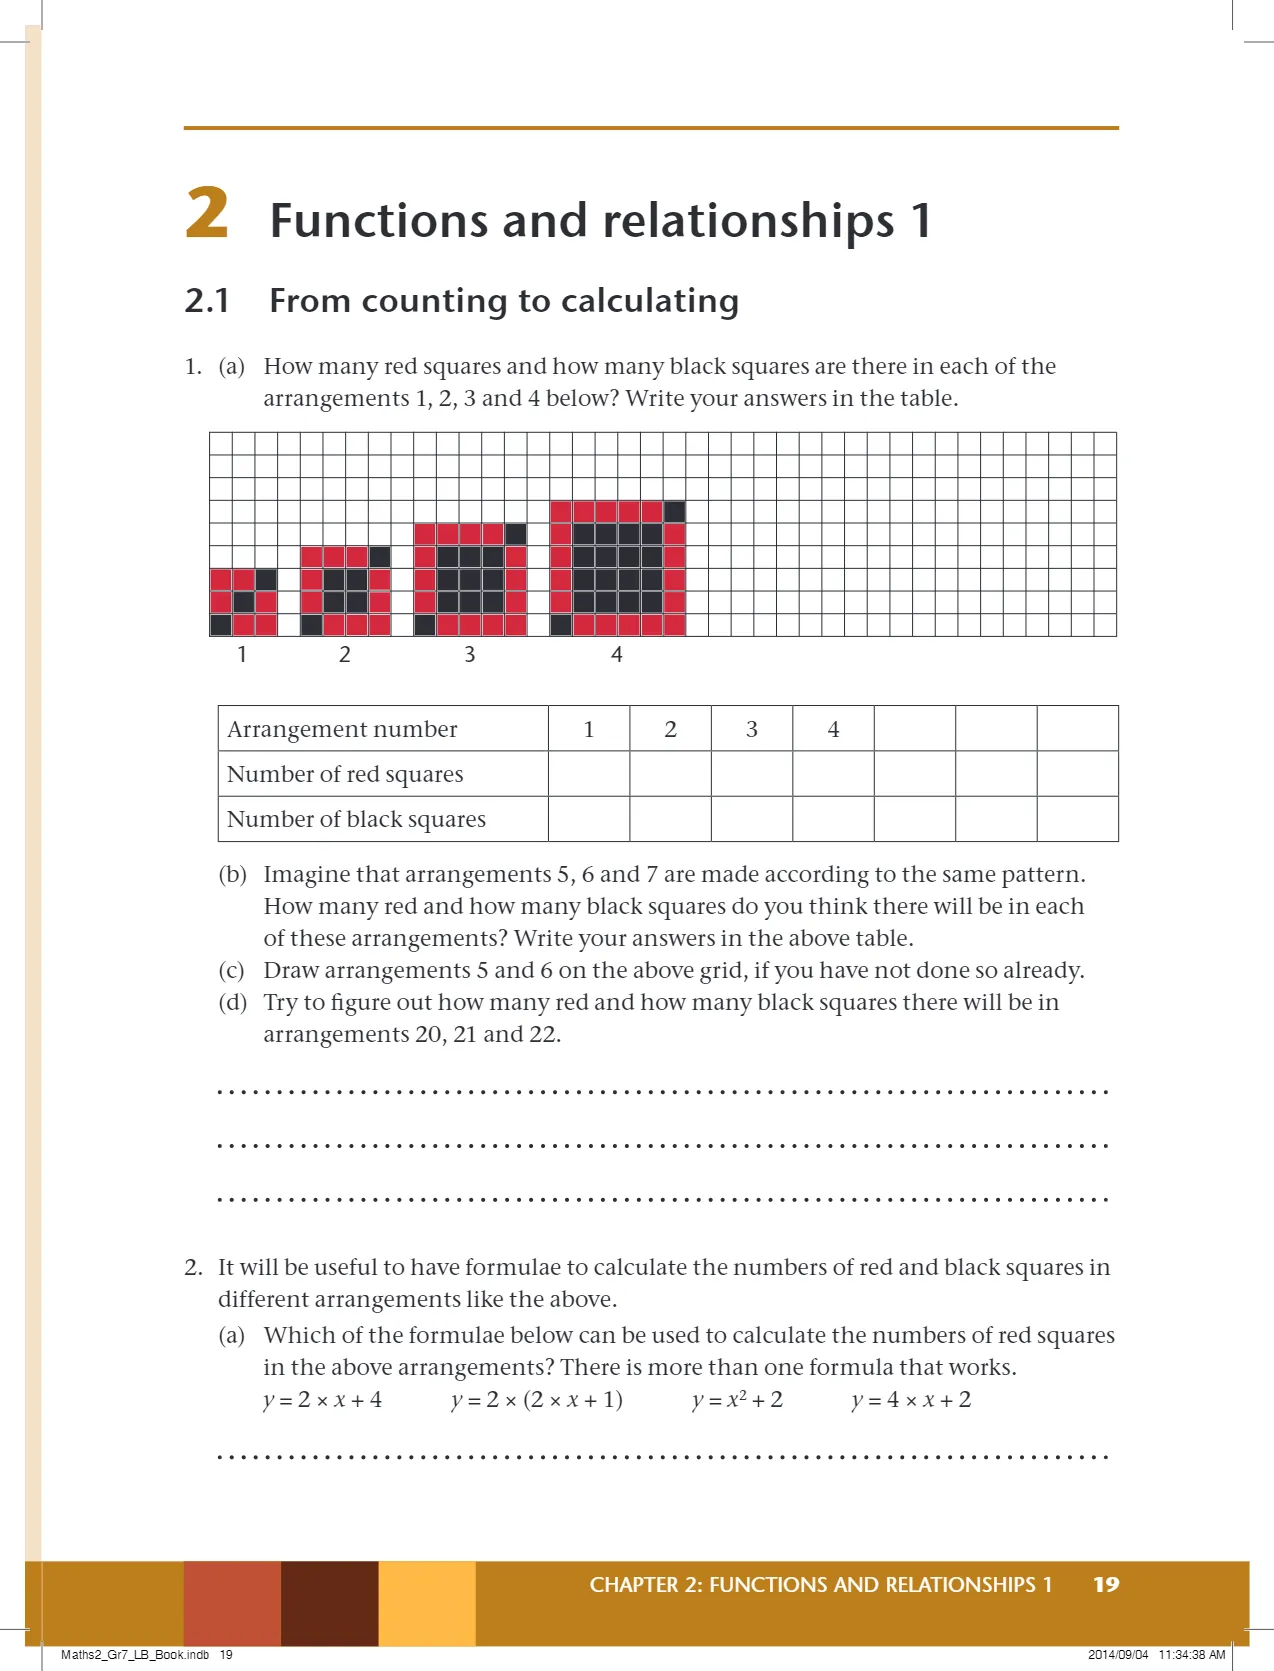 2 Functions and relationships 1
2.1 From counting to calculating
1. (a) How many red squares and how many black squares are there in each of the
arrangements 1, 2, 3 and 4 below? Write your answers in the table.
1 2 3 4
Arrangement number 1 2 3 4
Number of red squares
Number of black squares
(b) Imagine that arrangements 5, 6 and 7 are made according to the same pattern.
How many red and how many black squares do you think there will be in each
of these arrangements? Write your answers in the above table.
(c) Draw arrangements 5 and 6 on the above grid, if you have not done so already.
(d) Try to figure out how many red and how many black squares there will be in
arrangements 20, 21 and 22.
2. It will be useful to have formulae to calculate the numbers of red and black squares in
different arrangements like the above.
(a) Which of the formulae below can be used to calculate the numbers of red squares
in the above arrangements? There is more than one formula that works.
y = 2 × x + 4 y = 2 × (2 × x + 1) y = x² + 2 y = 4 × x + 2
CHAPTER 2: FUNCTIONS AND RELATIONSHIPS 1 19
Maths2_Gr7_LB_Book.indb 19 2014/09/04 11:34:38 AM